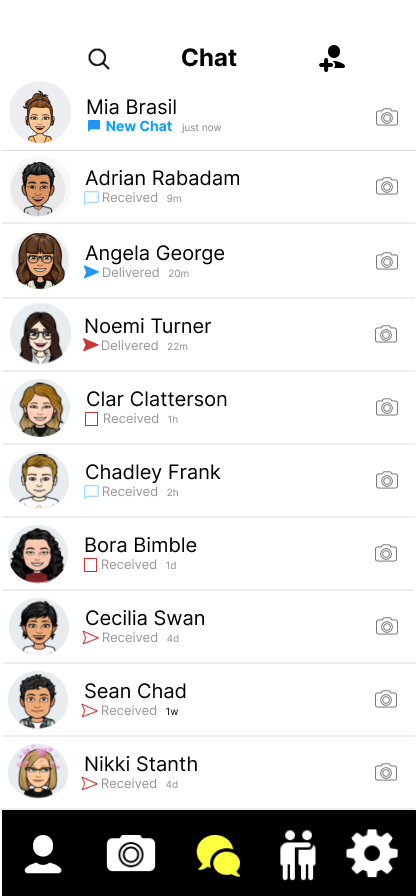 Chat
Mia Brasil
New Chat just now
Adrian Rabadam
Received 9m
Angela George
Delivered 20m
Noemi Turner
Delivered 22m
Clar Clatterson
Received 1h
Chadley Frank
Received 2h
Bora Bimble
Received 1d
Cecilia Swan
Received 4d
Sean Chad
Received 1w
Nikki Stanth
Received 4d